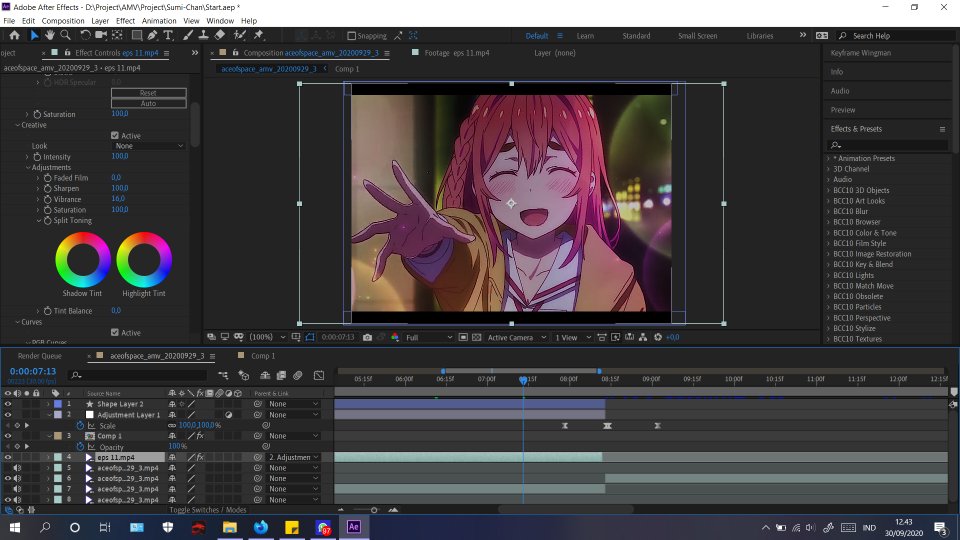 Adobe After Effects - D:\Project\AMV\Project\Sumi-Chan\Start.aep *
File Edit Composition Layer Effect Animation View Window Help
Snapping Default Learn Standard Small Screen Libraries Search Help
roject Effect Controls eps 11.mp4 Composition aceofspace_amv_20200929_3 Footage eps 11.mp4 Layer (none) Keyframe Wingman
aceofspace_amv_20200929_3 • eps 11.mp4 aceofspace_amv_20200929_3 Comp 1 Info
HDR Specular 0,0 Audio
Reset
Auto Preview
Saturation 100,0
Creative Effects & Presets
Active
Look None
Intensity 100,0 * Animation Presets
Adjustments 3D Channel
Faded Film 0,0 Audio
Sharpen 100,0 BCC10 3D Objects
Vibrance 16,0 BCC10 Art Looks
Saturation 100,0 BCC10 Blur
Split Toning BCC10 Browser
BCC10 Color & Tone
BCC10 Film Style
BCC10 Image Restoration
BCC10 Key & Blend
BCC10 Lights
BCC10 Match Move
Shadow Tint Highlight Tint BCC10 Obsolete
BCC10 Particles
Tint Balance 0,0 BCC10 Perspective
Curves BCC10 Stylize
Active (100%) 0:00:07:13 Full Active Camera 1 View +0,0 BCC10 Textures
RGB Curves
Render Queue aceofspace_amv_20200929_3 Comp 1
0:00:07:13
00223 (30.00 fps) 05:15f 06:00f 06:15f 07:00f 07:15f 08:00f 08:15f 09:00f 09:15f 10:00f 10:15f 11:00f 11:15f 12:00f 12:15f
# Source Name Parent & Link
1 Shape Layer 2 None
2 Adjustment Layer 1 None
Scale 100,0,100,0%
3 Comp 1 None
Opacity 100%
4 eps 11.mp4 2. Adjustmen
5 aceofsp...29_3.mp4 None
6 aceofsp...29_3.mp4 None
7 aceofsp...29_3.mp4 None
8 aceofsp...29_3.mp4 None
Toggle Switches / Modes
97 Ae IND 12.43
30/09/2020 3